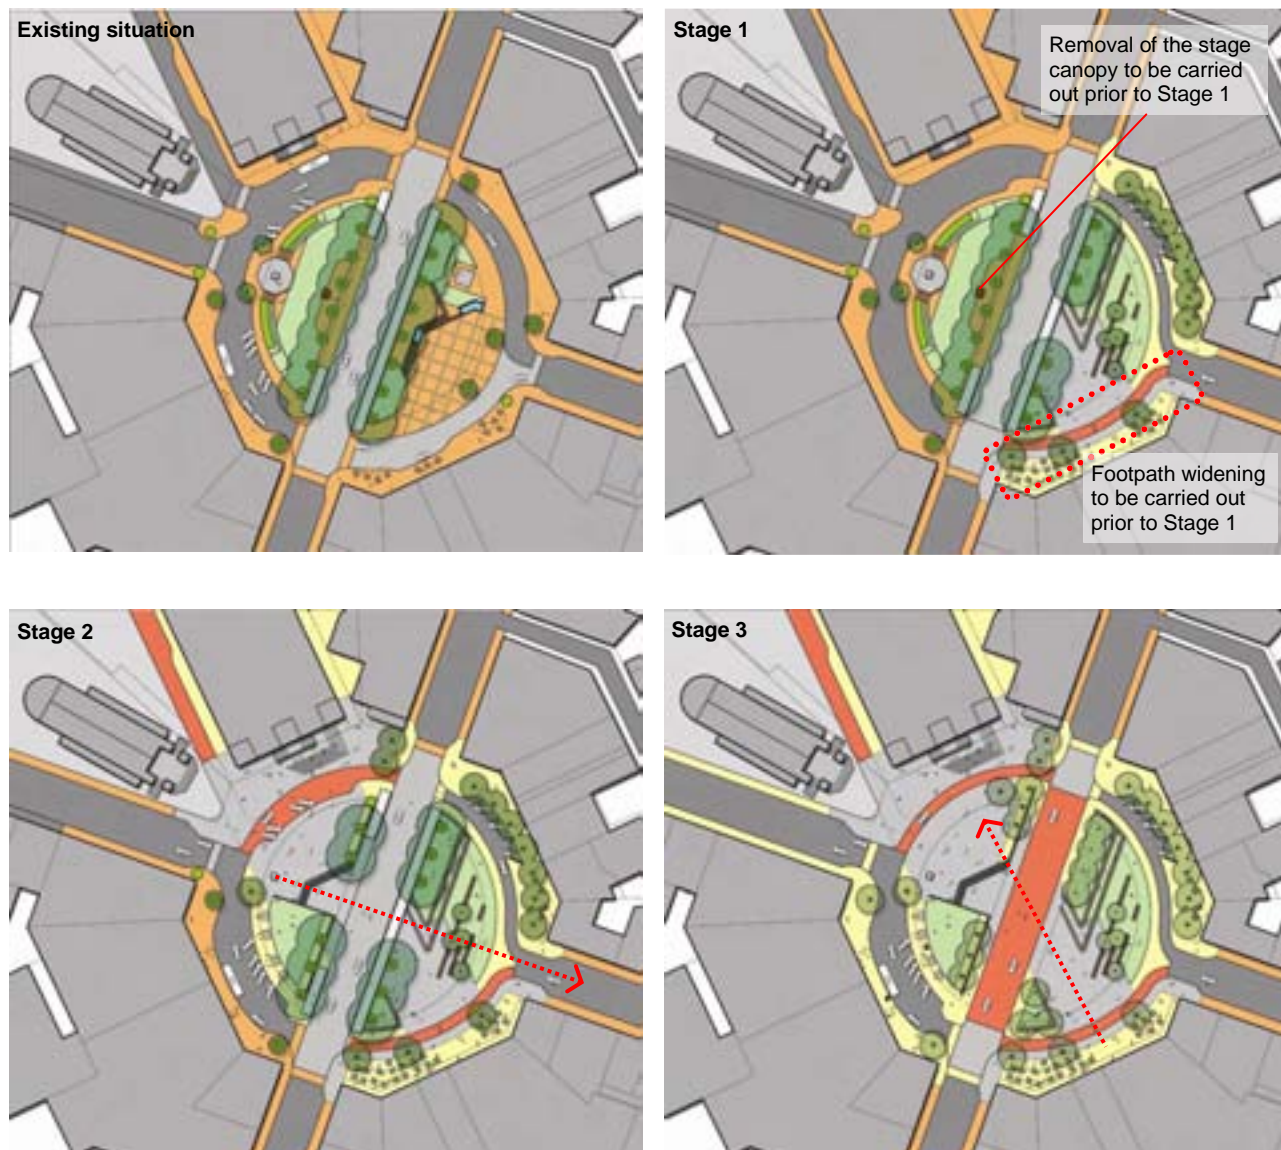 Existing situation
Stage 1
Removal of the stage
canopy to be carried
out prior to Stage 1
Footpath widening
to be carried out
prior to Stage 1
Stage 2
Stage 3